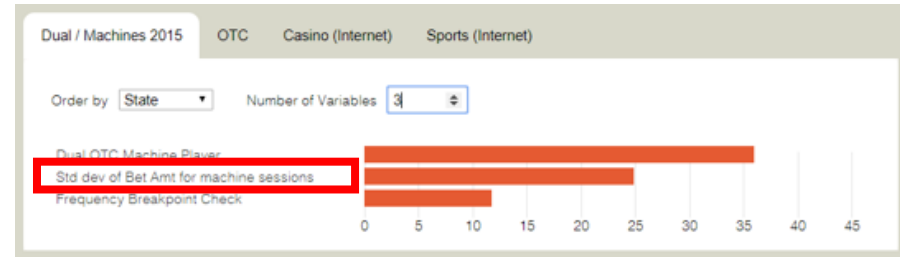 Dual / Machines 2015 OTC Casino (Internet) Sports (Internet)
Order by State Number of Variables 3
Dual OTC Machine Player
Std dev of Bet Amt for machine sessions
Frequency Breakpoint Check
0 5 10 15 20 25 30 35 40 45